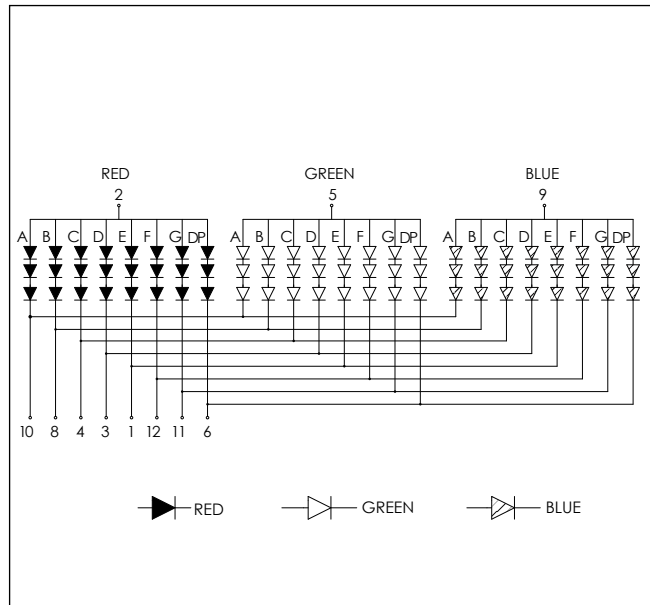 RED GREEN BLUE
2 5 9
A B C D E F G DP A B C D E F G DP A B C D E F G DP
10 8 4 3 1 12 11 6
RED GREEN BLUE